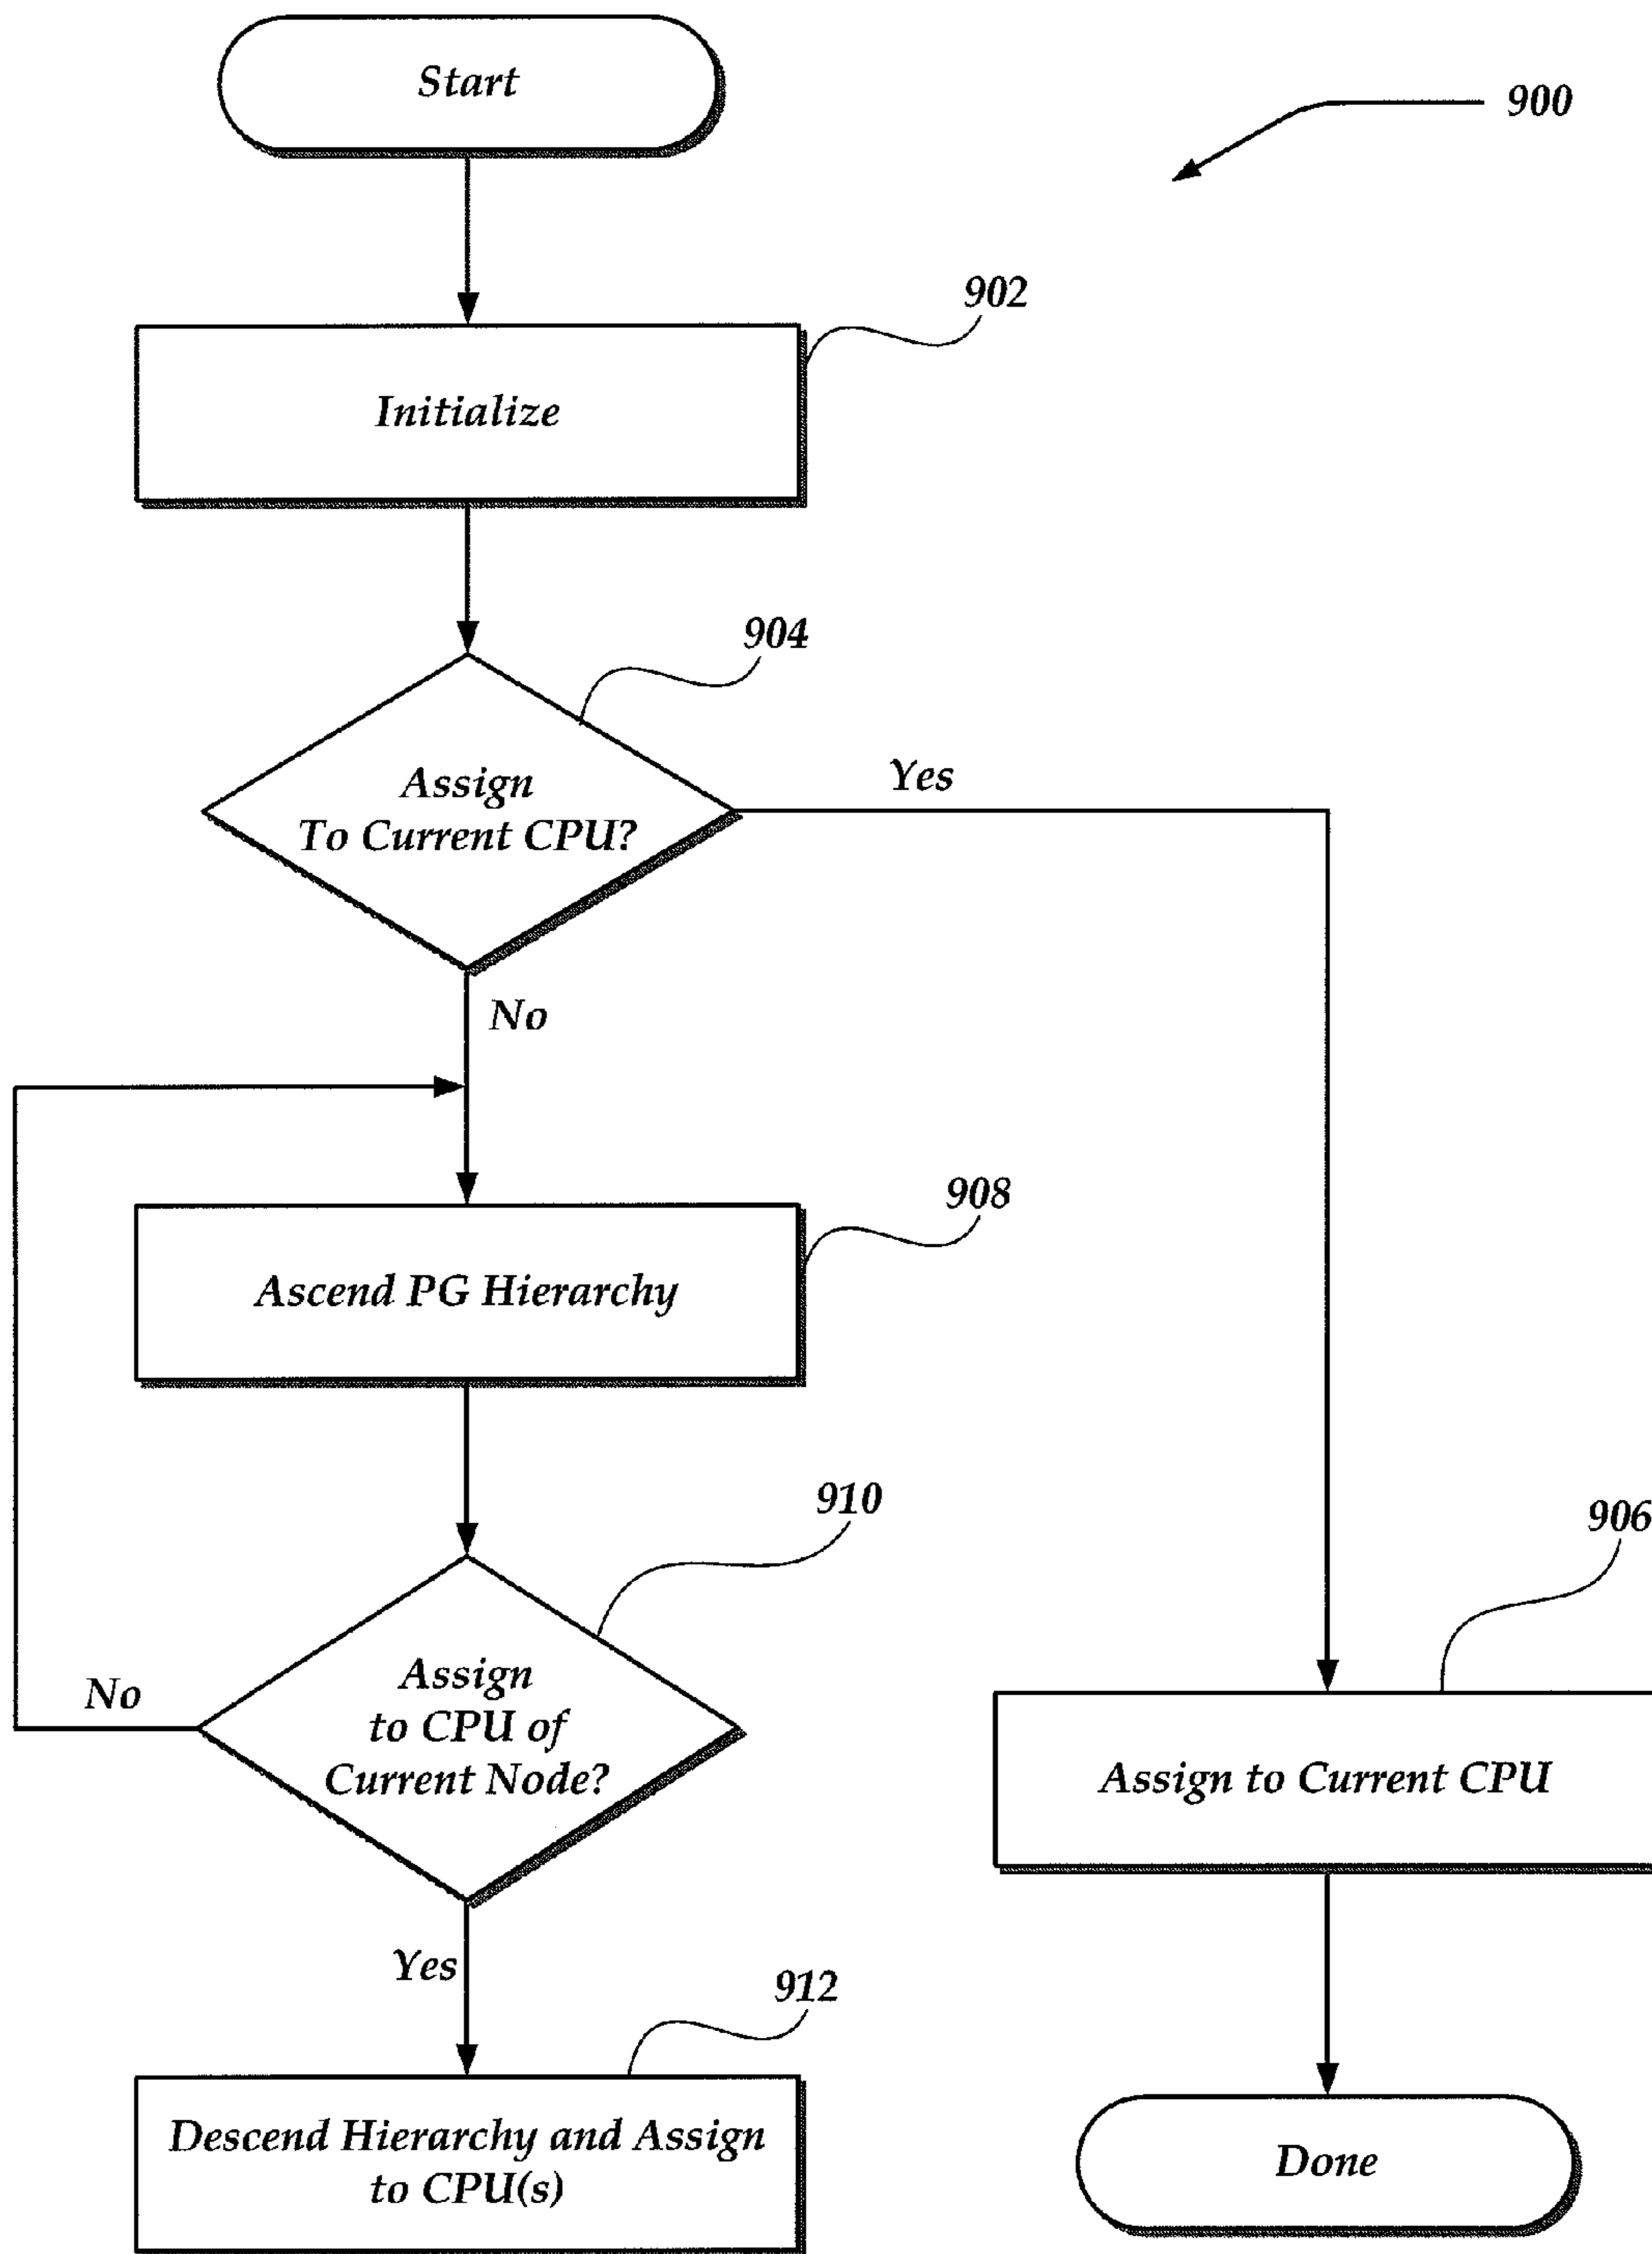 Start
900
902
Initialize
904
Assign
To Current CPU?
Yes
No
908
Ascend PG Hierarchy
910
906
Assign
to CPU of
Current Node?
No
Assign to Current CPU
Yes
912
Descend Hierarchy and Assign
to CPU(s)
Done